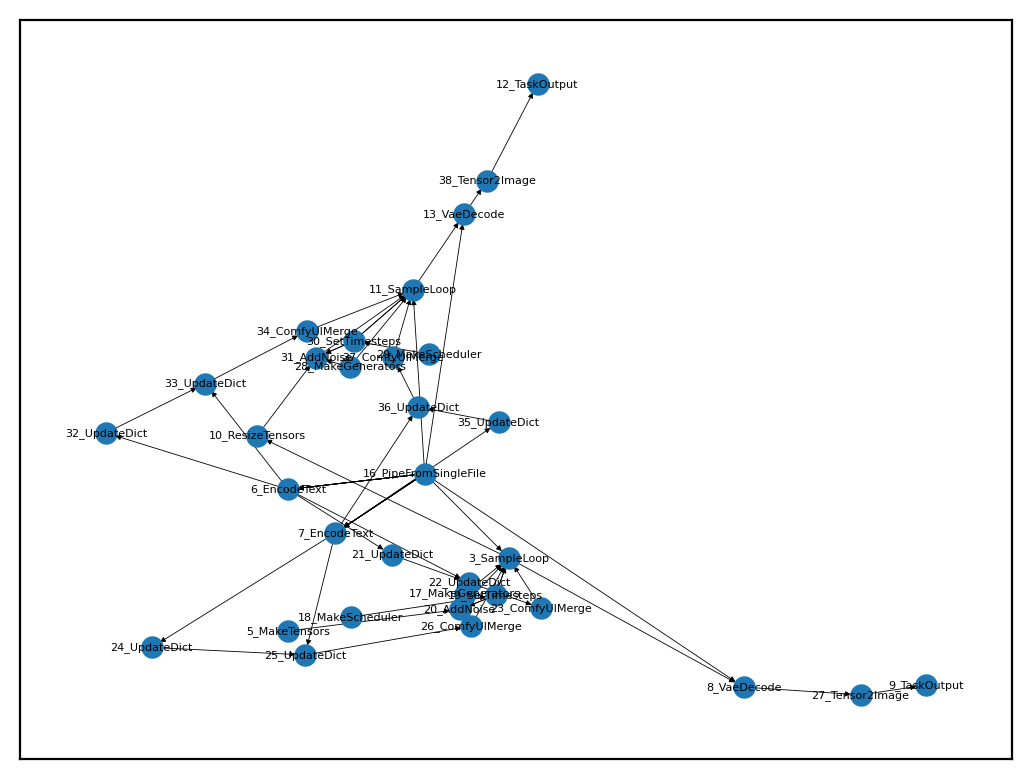 12_TaskOutput
38_Tensor2Image
13_VaeDecode
11_SampleLoop
34_ComfyUIMerge
30_SetTimesteps
29_MakeScheduler
31_AddNoise
37_ComfyUIMerge
28_MakeGenerators
33_UpdateDict
36_UpdateDict
35_UpdateDict
32_UpdateDict
10_ResizeTensors
16_PipeFromSingleFile
6_EncodeText
7_EncodeText
21_UpdateDict
3_SampleLoop
22_UpdateDict
17_MakeGenerators
19_SetTimesteps
20_AddNoise
23_ComfyUIMerge
18_MakeScheduler
26_ComfyUIMerge
5_MakeTensors
24_UpdateDict
25_UpdateDict
8_VaeDecode
9_TaskOutput
27_Tensor2Image